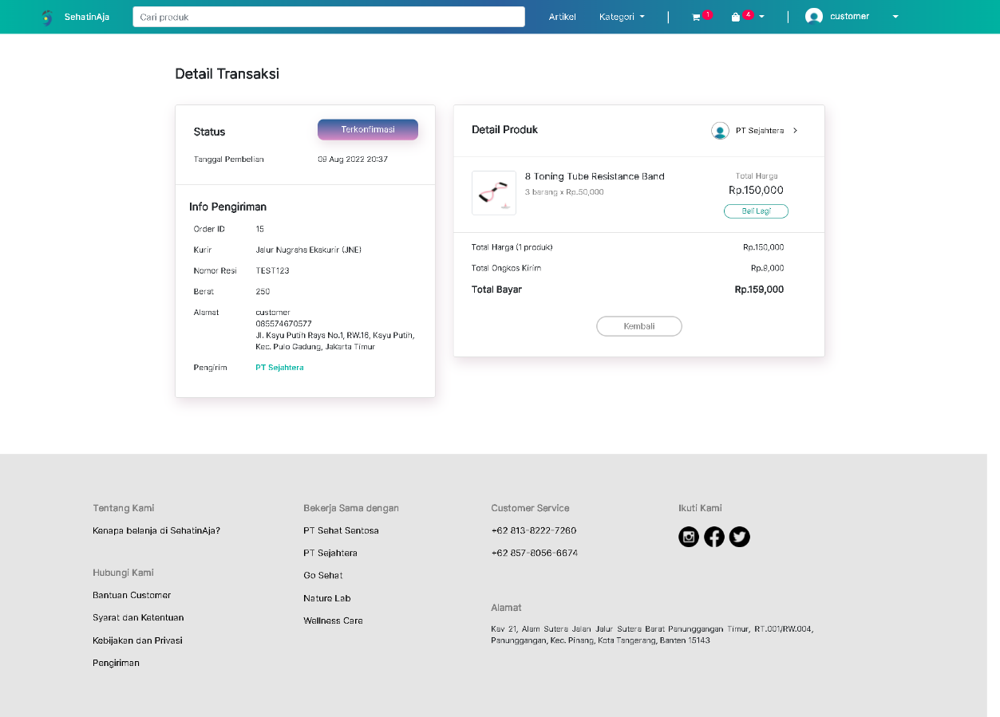 SehatinAja
Cari produk
Artikel
Kategori
1
4
customer
Detail Transaksi
Status
Terkonfirmasi
Tanggal Pembelian
09 Aug 2022 20:37
Info Pengiriman
Order ID
15
Kurir
Jalur Nugraha Ekakurir (JNE)
Nomor Resi
TEST123
Berat
250
Alamat
customer
085574670577
Jl. Kayu Putih Raya No.1, RW.16, Kayu Putih,
Kec. Pulo Gadung, Jakarta Timur
Pengirim
PT Sejahtera
Detail Produk
PT Sejahtera
8 Toning Tube Resistance Band
3 barang x Rp.50,000
Total Harga
Rp.150,000
Beli Lagi
Total Harga (1 produk)
Rp.150,000
Total Ongkos Kirim
Rp.9,000
Total Bayar
Rp.159,000
Kembali
Tentang Kami
Kenapa belanja di SehatinAja?
Hubungi Kami
Bantuan Customer
Syarat dan Ketentuan
Kebijakan dan Privasi
Pengiriman
Bekerja Sama dengan
PT Sehat Sentosa
PT Sejahtera
Go Sehat
Nature Lab
Wellness Care
Customer Service
+62 813-8222-7260
+62 857-8056-6674
Alamat
Kav 21, Alam Sutera Jalan Jalur Sutera Barat Panunggangan Timur, RT.001/RW.004,
Panunggangan, Kec. Pinang, Kota Tangerang, Banten 15143
Ikuti Kami